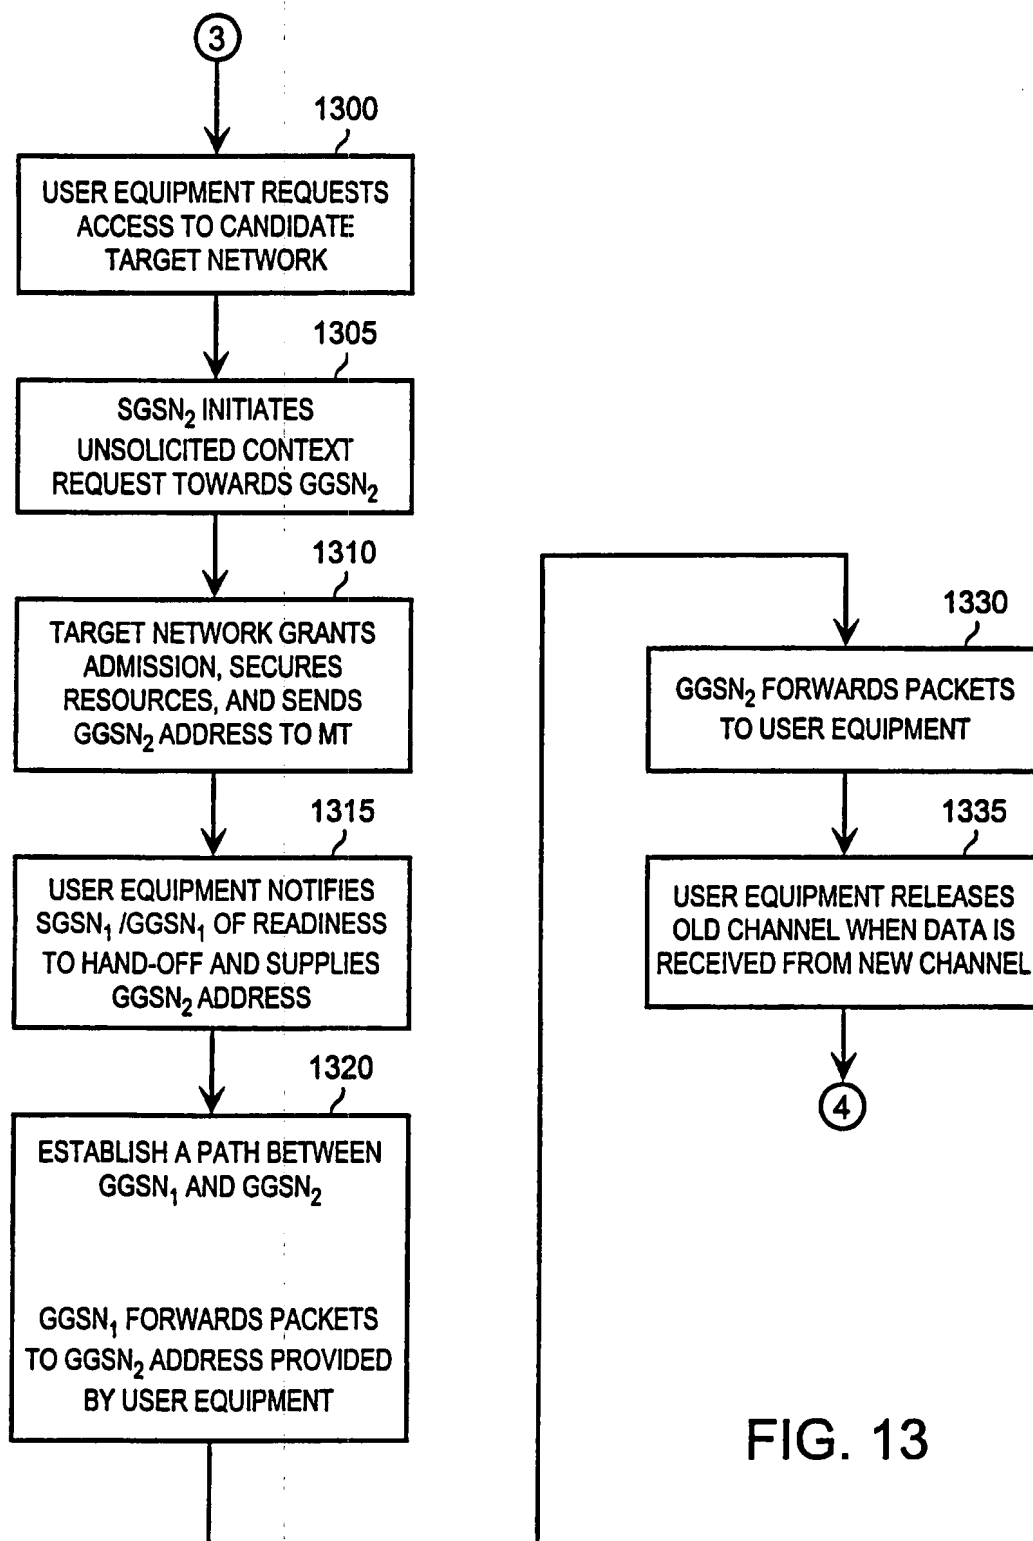 3
1300
USER EQUIPMENT REQUESTS
ACCESS TO CANDIDATE
TARGET NETWORK
1305
SGSN₂ INITIATES
UNSOLICITED CONTEXT
REQUEST TOWARDS GGSN₂
1310
TARGET NETWORK GRANTS
ADMISSION, SECURES
RESOURCES, AND SENDS
GGSN₂ ADDRESS TO MT
1315
USER EQUIPMENT NOTIFIES
SGSN₁ /GGSN₁ OF READINESS
TO HAND-OFF AND SUPPLIES
GGSN₂ ADDRESS
1320
ESTABLISH A PATH BETWEEN
GGSN₁ AND GGSN₂
GGSN₁ FORWARDS PACKETS
TO GGSN₂ ADDRESS PROVIDED
BY USER EQUIPMENT
1330
GGSN₂ FORWARDS PACKETS
TO USER EQUIPMENT
1335
USER EQUIPMENT RELEASES
OLD CHANNEL WHEN DATA IS
RECEIVED FROM NEW CHANNEL
4
FIG. 13